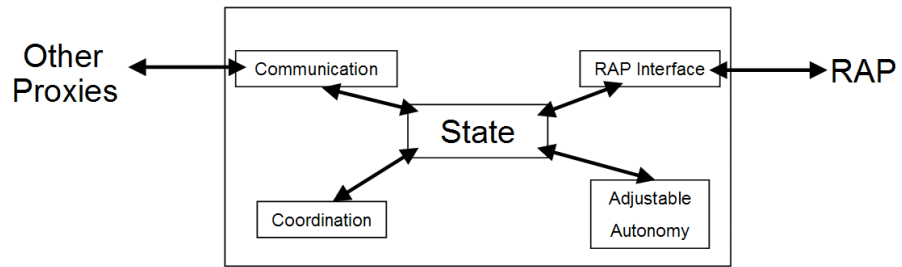 Other
Proxies
Communication
RAP Interface
RAP
State
Coordination
Adjustable
Autonomy